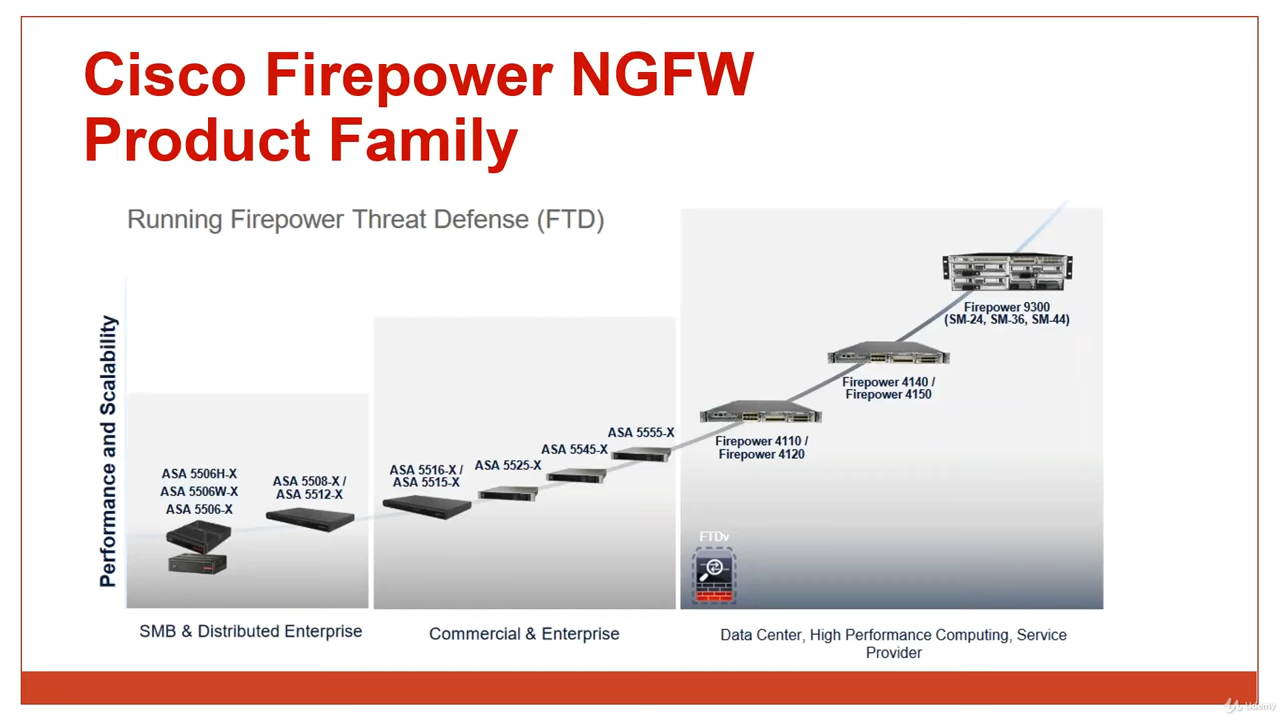 Cisco Firepower NGFW
Product Family
Running Firepower Threat Defense (FTD)
Performance and Scalability
ASA 5506H-X
ASA 5506W-X
ASA 5506-X
ASA 5508-X /
ASA 5512-X
ASA 5516-X /
ASA 5515-X
ASA 5525-X
ASA 5545-X
ASA 5555-X
Firepower 4110 /
Firepower 4120
Firepower 4140 /
Firepower 4150
Firepower 9300
(SM-24, SM-36, SM-44)
FTDv
SMB & Distributed Enterprise
Commercial & Enterprise
Data Center, High Performance Computing, Service
Provider
Udemy